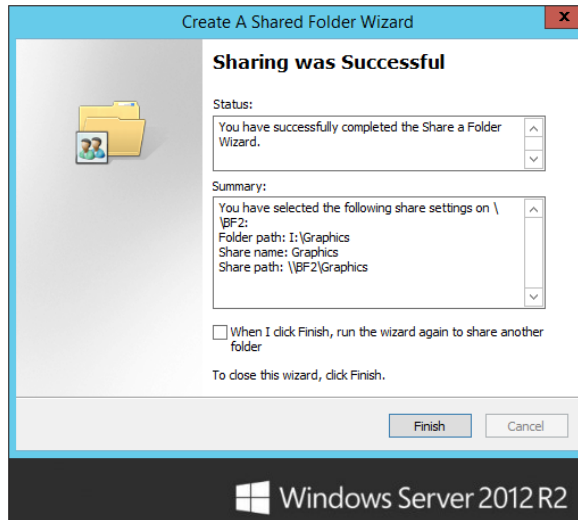 Create A Shared Folder Wizard
x
Sharing was Successful
Status:
You have successfully completed the Share a Folder
Wizard.
Summary:
You have selected the following share settings on \
\BF2:
Folder path: I:\Graphics
Share name: Graphics
Share path: \\BF2\Graphics
When I click Finish, run the wizard again to share another
folder
To close this wizard, click Finish.
Finish
Cancel
Windows Server 2012 R2